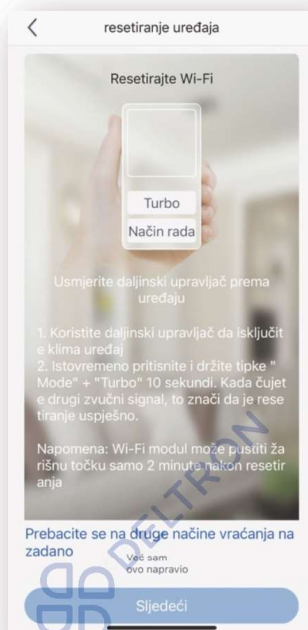 resetiranje uređaja
Resetirajte Wi-Fi
Turbo
Način rada
Usmjerite daljinski upravljač prema
uređaju
1. Koristite daljinski upravljač da isključit
e klima uređaj
2. Istovremeno pritisnite i držite tipke "
Mode" + "Turbo" 10 sekundi. Kada čujet
e drugi zvučni signal, to znači da je rese
tiranje uspješno.
Napomena: Wi-Fi modul može pustiti ža
rišnu točku samo 2 minute nakon resetir
anja
Prebacite se na druge načine vraćanja na
zadano
Već sam
ovo napravio
Sljedeći
DELTRON